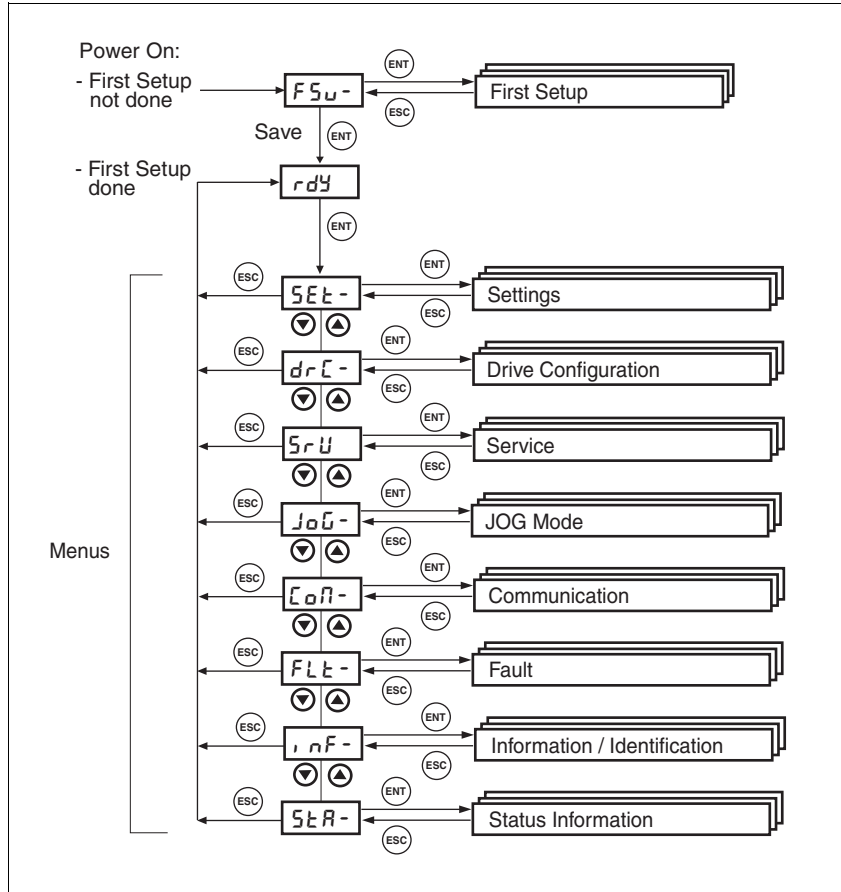 Power On:
- First Setup
not done
FSu-
ENT
ESC
First Setup
Save
ENT
- First Setup
done
rdY
ENT
Menus
ESC
SEt-
ENT
ESC
Settings
ESC
drC-
ENT
ESC
Drive Configuration
ESC
SrU
ENT
ESC
Service
ESC
JoG-
ENT
ESC
JOG Mode
ESC
CoM-
ENT
ESC
Communication
ESC
FLt-
ENT
ESC
Fault
ESC
inF-
ENT
ESC
Information / Identification
ESC
StA-
ENT
ESC
Status Information